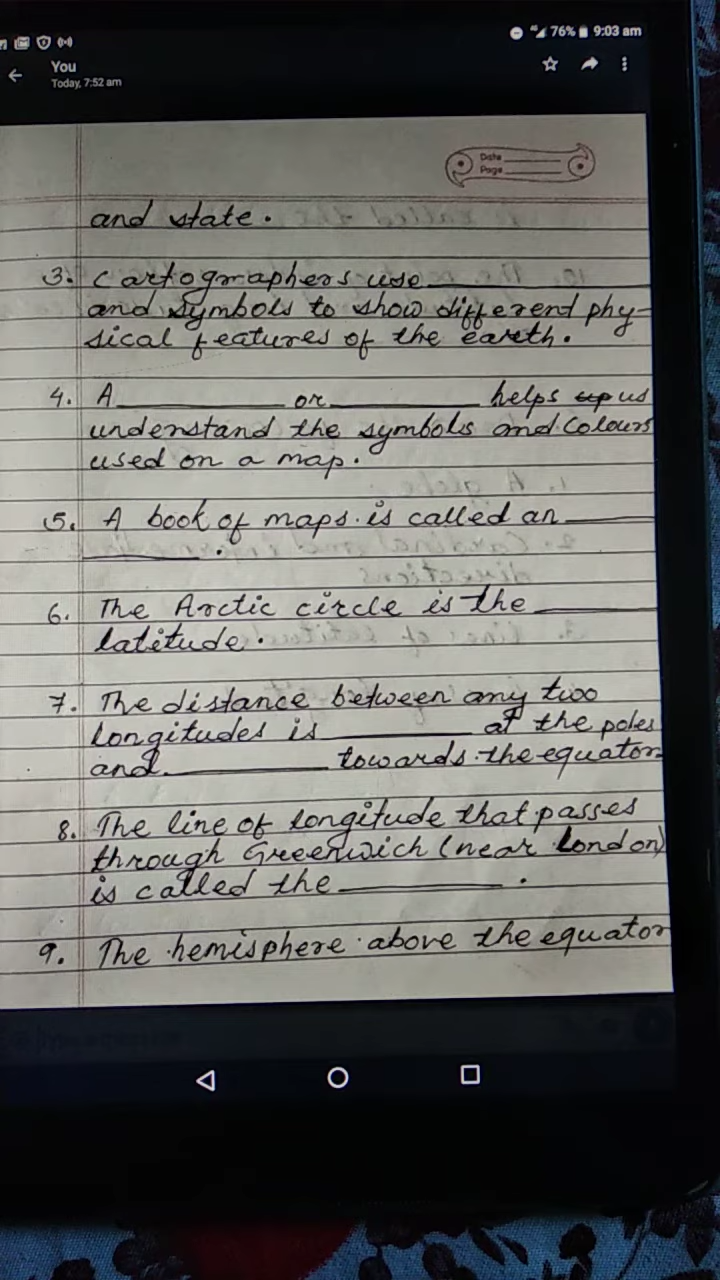 76% 9:03 am
You
Today, 7:52 am
Date
Page
and state.
3. Cartographers use
and symbols to show different phy-
sical features of the earth.
4. A or helps up us
understand the symbols and colours
used on a map.
5. A book of maps is called an
.
6. The Arctic circle is the
latitude.
7. The distance between any two
longitudes is at the poles
and towards the equator
8. The line of longitude that passes
through Greenwich (near London)
is called the .
9. The hemisphere above the equator